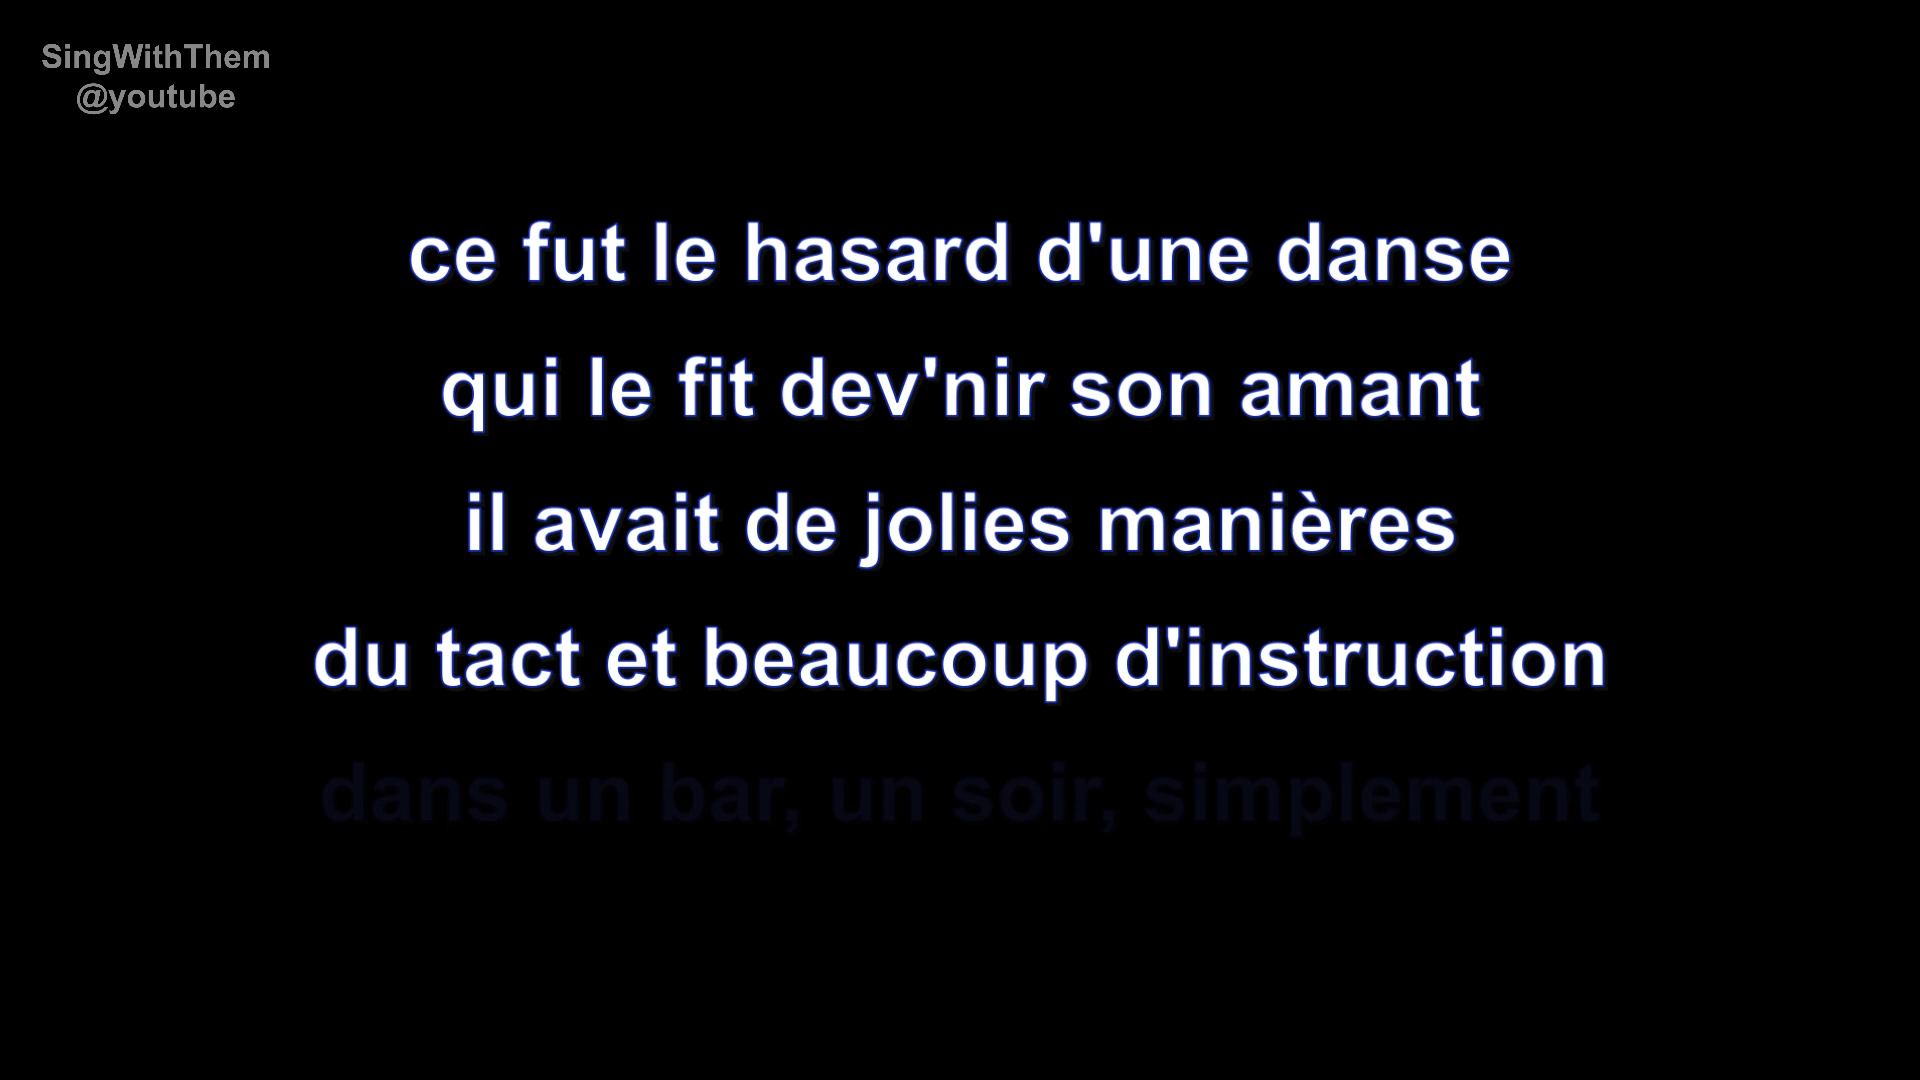 SingWithThem
@youtube
ce fut le hasard d'une danse
qui le fit dev'nir son amant
il avait de jolies manières
du tact et beaucoup d'instruction
dans un bar, un soir, simplement